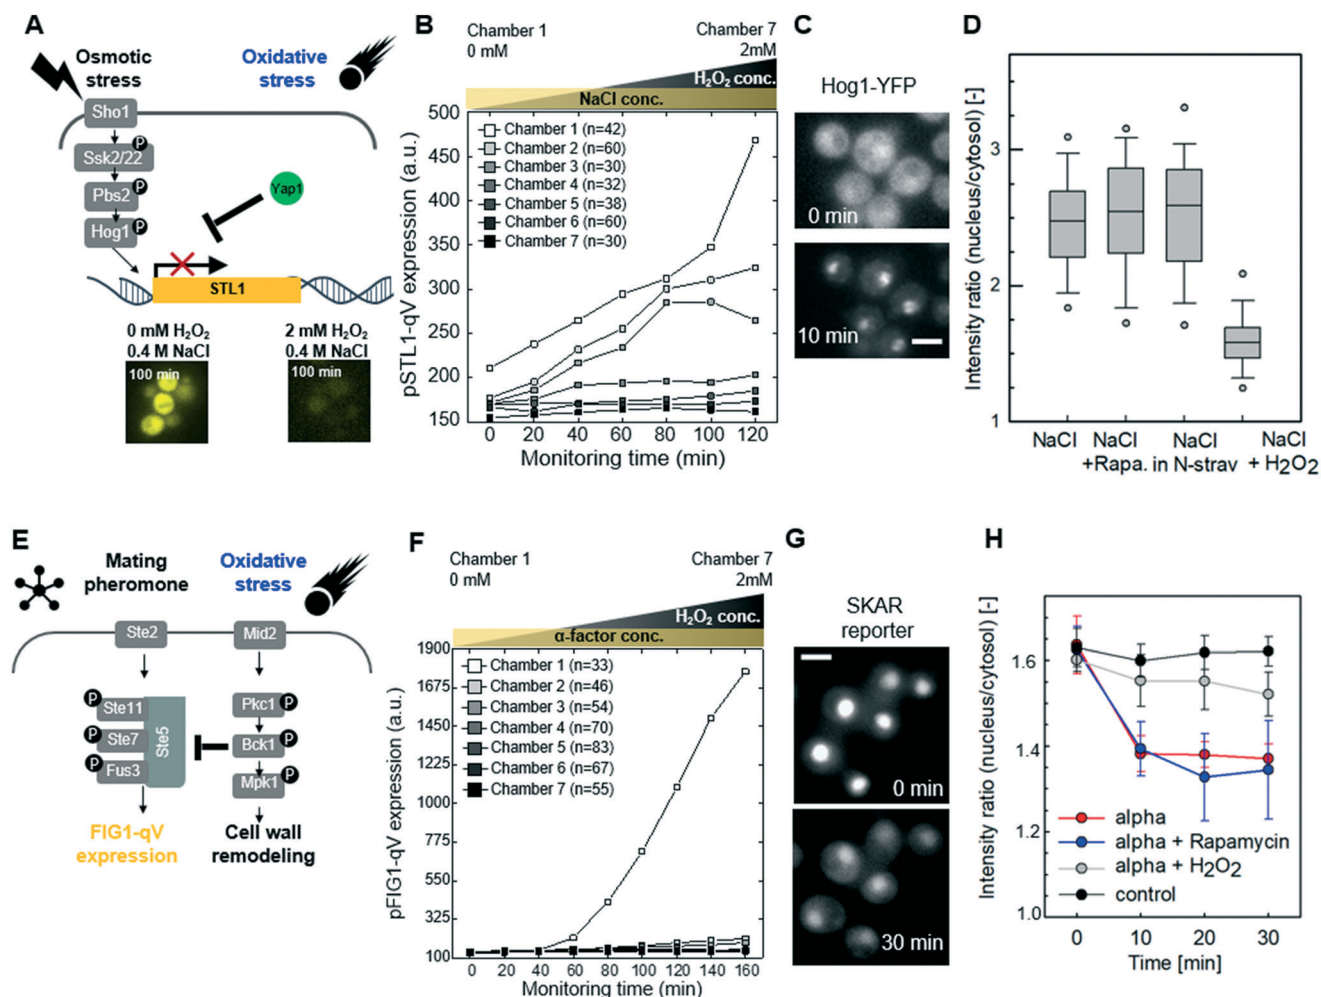 A
Osmotic
stress
Oxidative
stress
Sho1
Ssk2/22
P
Pbs2
P
Hog1
P
Yap1
STL1
0 mM H₂O₂
0.4 M NaCl
2 mM H₂O₂
0.4 M NaCl
100 min
100 min
B
Chamber 1
0 mM
Chamber 7
2mM
H₂O₂ conc.
NaCl conc.
pSTL1-qV expression (a.u.)
500
450
400
350
300
250
200
150
Chamber 1 (n=42)
Chamber 2 (n=60)
Chamber 3 (n=30)
Chamber 4 (n=32)
Chamber 5 (n=38)
Chamber 6 (n=60)
Chamber 7 (n=30)
0 20 40 60 80 100 120
Monitoring time (min)
C
Hog1-YFP
0 min
10 min
D
Intensity ratio (nucleus/cytosol) [-]
3
2
1
NaCl NaCl NaCl NaCl
+Rapa. in N-strav + H₂O₂
E
Mating
pheromone
Oxidative
stress
Ste2
Mid2
P
Ste11
P
Ste7
P
Fus3
Ste5
Pkc1
P
Bck1
P
Mpk1
P
FIG1-qV
expression
Cell wall
remodeling
F
Chamber 1
0 mM
Chamber 7
2mM
H₂O₂ conc.
α-factor conc.
pFIG1-qV expression (a.u.)
1900
1675
1450
1225
1000
775
550
325
100
Chamber 1 (n=33)
Chamber 2 (n=46)
Chamber 3 (n=54)
Chamber 4 (n=70)
Chamber 5 (n=83)
Chamber 6 (n=67)
Chamber 7 (n=55)
0 20 40 60 80 100 120 140 160
Monitoring time (min)
G
SKAR
reporter
0 min
30 min
H
Intensity ratio (nucleus/cytosol) [-]
1.6
1.4
1.2
1.0
alpha
alpha + Rapamycin
alpha + H₂O₂
control
0 10 20 30
Time [min]